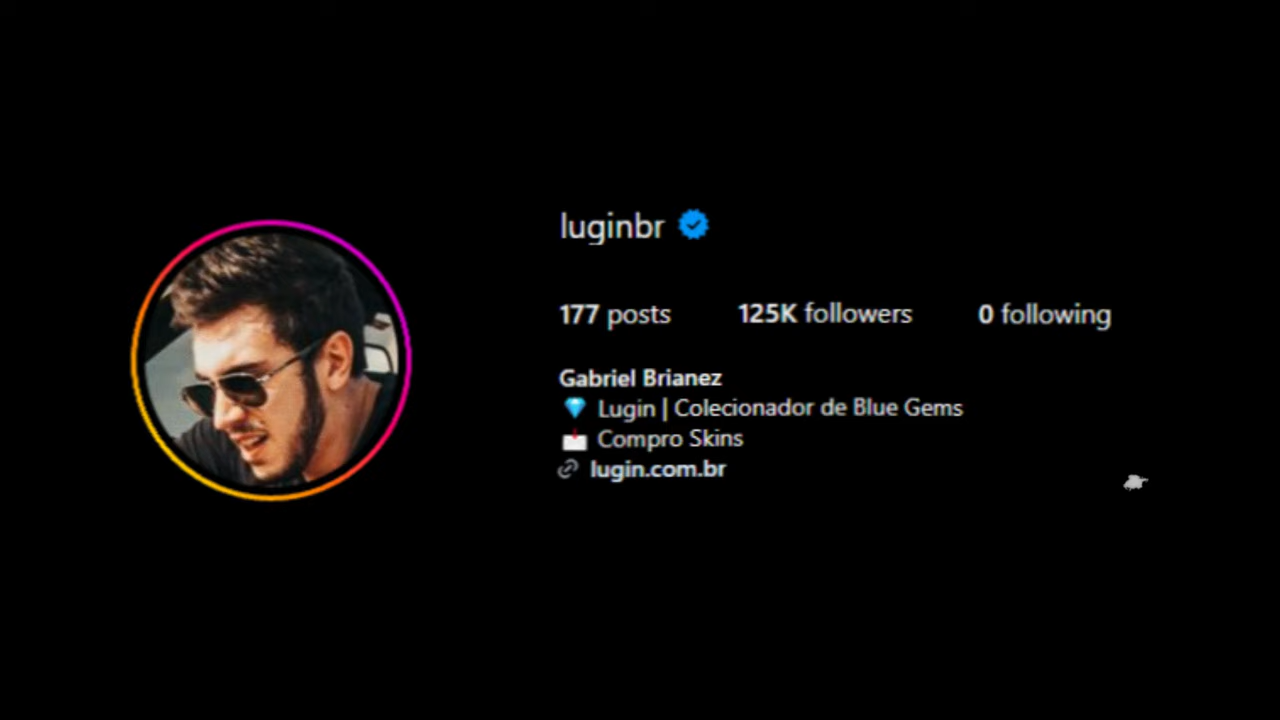 luginbr
177 posts 125K followers 0 following
Gabriel Brianez
Lugin | Colecionador de Blue Gems
Compro Skins
lugin.com.br